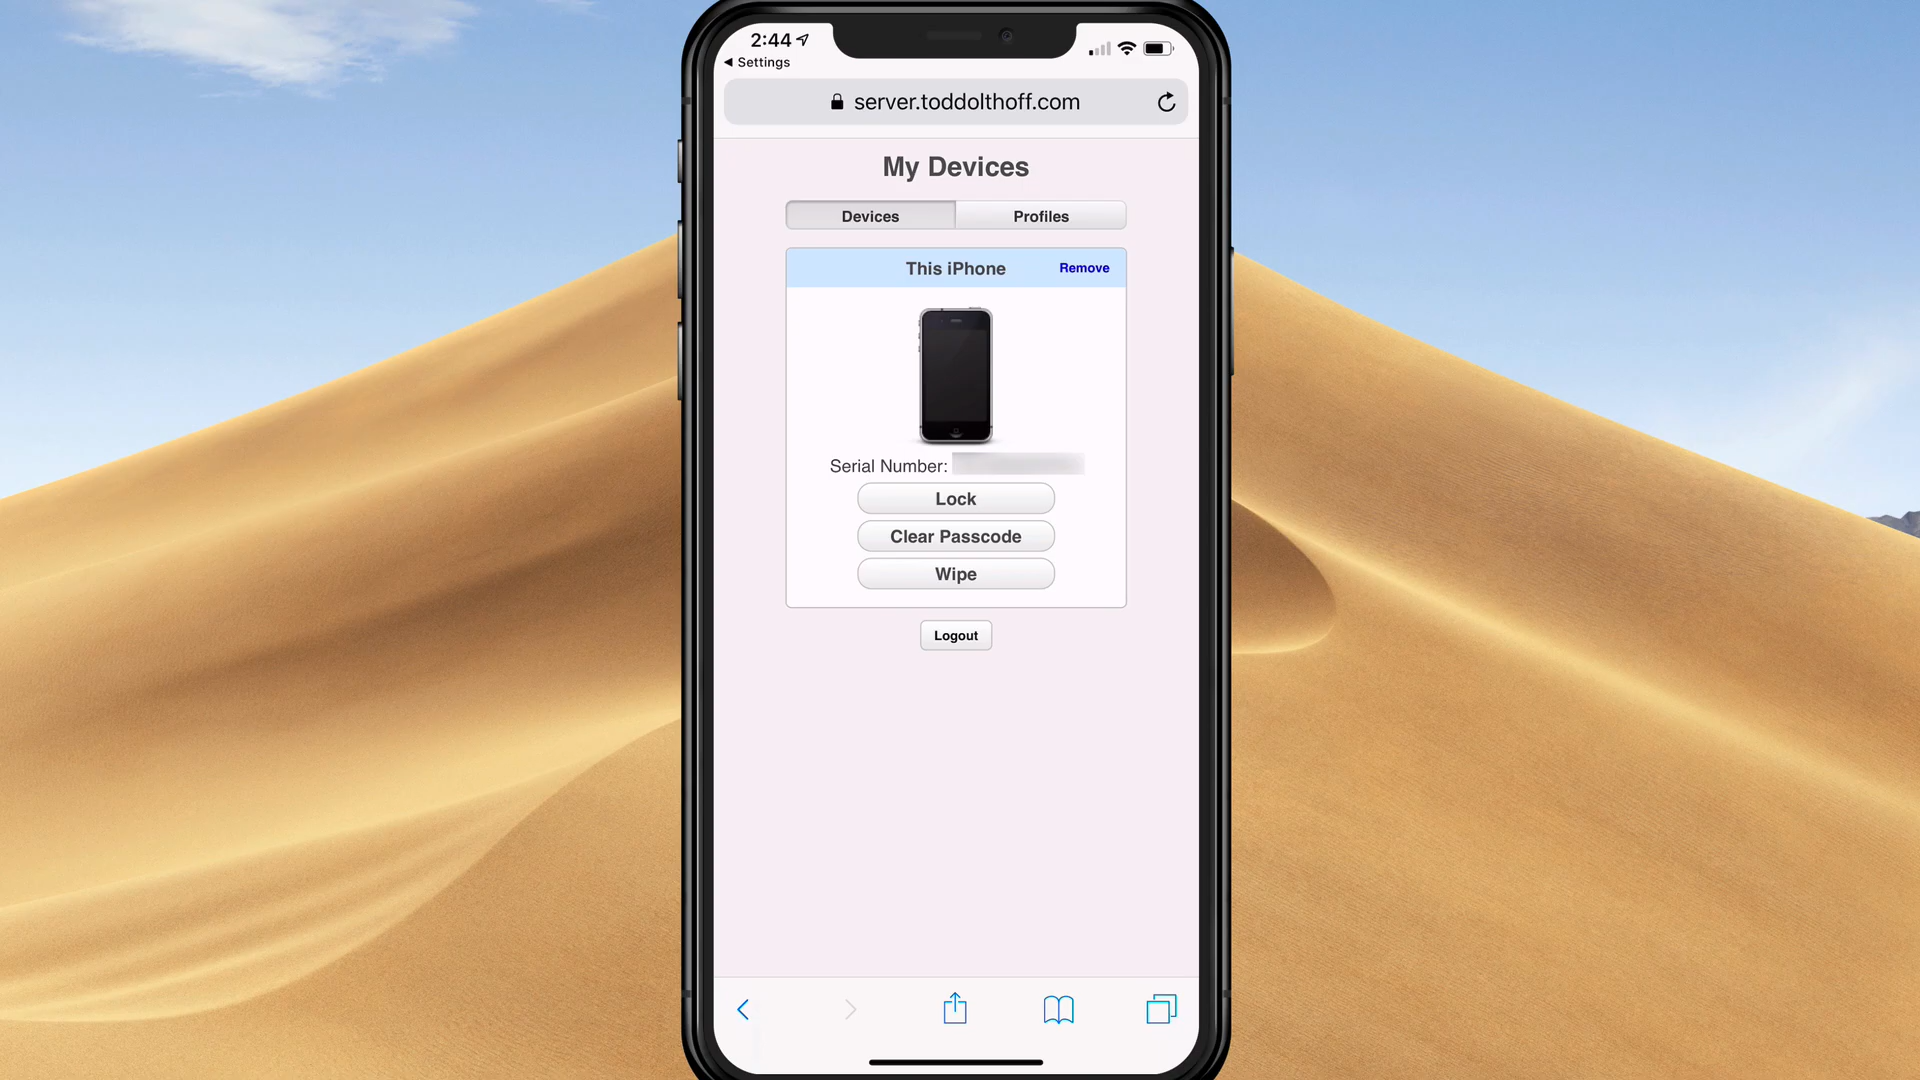 2:44
Settings
server.toddolthoff.com
My Devices
Devices Profiles
This iPhone Remove
Serial Number:
Lock
Clear Passcode
Wipe
Logout